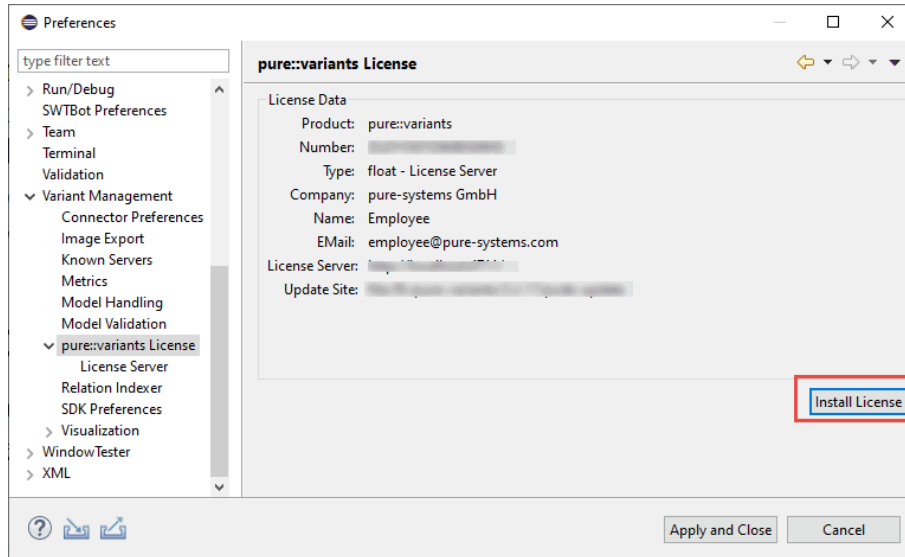 Preferences
type filter text
Run/Debug
SWTBot Preferences
Team
Terminal
Validation
Variant Management
Connector Preferences
Image Export
Known Servers
Metrics
Model Handling
Model Validation
pure::variants License
License Server
Relation Indexer
SDK Preferences
Visualization
WindowTester
XML
pure::variants License
License Data
Product: pure::variants
Number:
Type: float - License Server
Company: pure-systems GmbH
Name: Employee
EMail: employee@pure-systems.com
License Server:
Update Site:
Install License
Apply and Close
Cancel